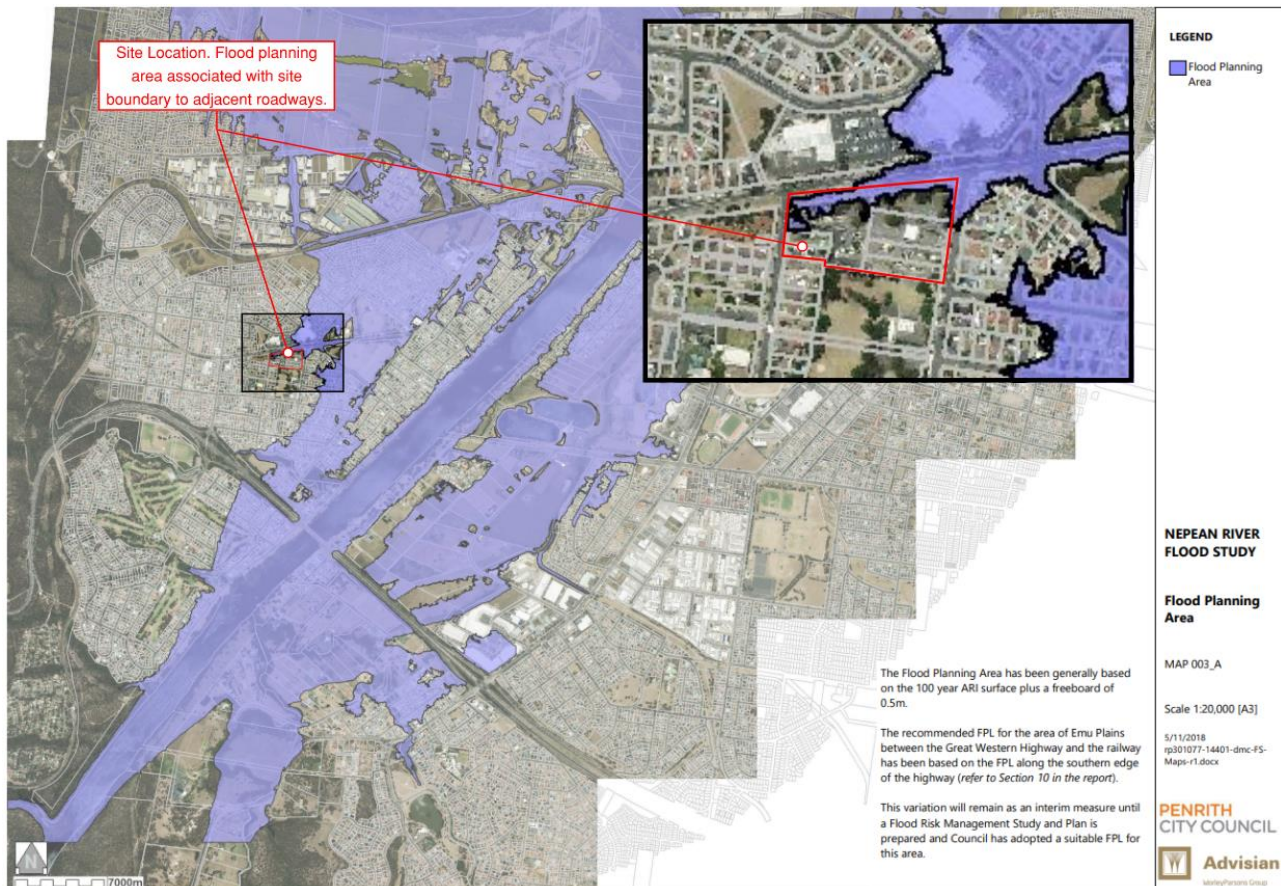 Site Location. Flood planning
area associated with site
boundary to adjacent roadways.
LEGEND
Flood Planning
Area
NEPEAN RIVER
FLOOD STUDY
Flood Planning
Area
MAP 003_A
Scale 1:20,000 [A3]
5/11/2018
rp301077-14401-dmc-FS-
Maps-r1.docx
PENRITH
CITY COUNCIL
Advisian
WorleyParsons Group
The Flood Planning Area has been generally based
on the 100 year ARI surface plus a freeboard of
0.5m.
The recommended FPL for the area of Emu Plains
between the Great Western Highway and the railway
has been based on the FPL along the southern edge
of the highway (refer to Section 10 in the report).
This variation will remain as an interim measure until
a Flood Risk Management Study and Plan is
prepared and Council has adopted a suitable FPL for
this area.
N
7000m